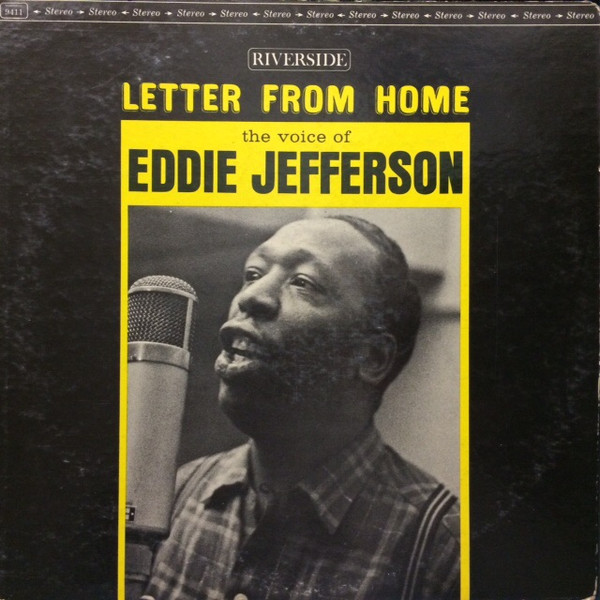 9411 Stereo Stereo Stereo Stereo Stereo Stereo Stereo Stereo Stereo Stereo Stereo Stereo Stereo
RIVERSIDE
LETTER FROM HOME
the voice of
EDDIE JEFFERSON